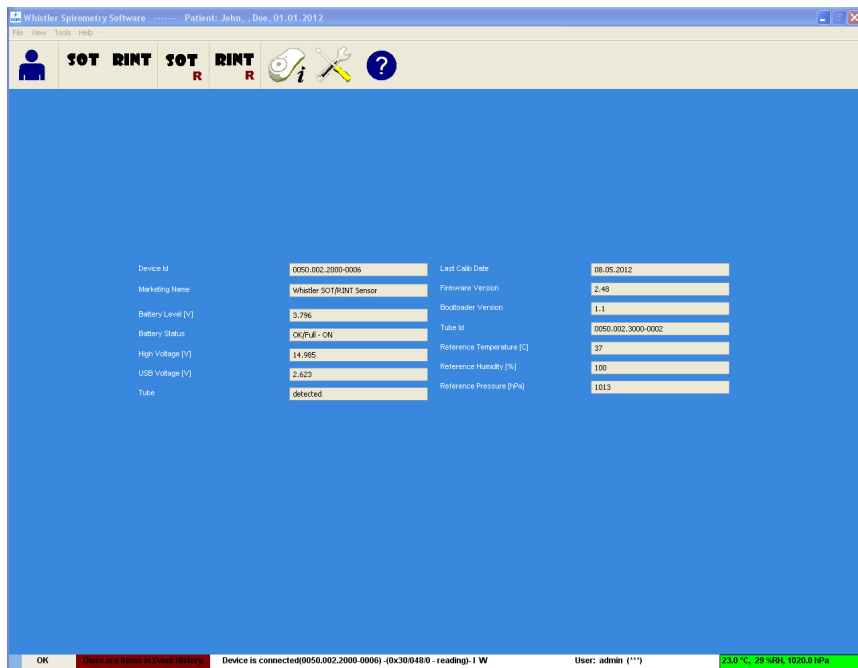 Whistler Spirometry Software ------- Patient: John, , Doe, 01.01.2012
File View Tools Help
SOT RINT SOT R RINT R i ?
Device Id 0050.002.2000-0006
Marketing Name Whistler SOT/RINT Sensor
Battery Level [V] 3.796
Battery Status OK/Full - ON
High Voltage [V] 14.985
USB Voltage [V] 2.623
Tube detected
Last Calib Date 08.05.2012
Firmware Version 2.48
Bootloader Version 1.1
Tube Id 0050.002.3000-0002
Reference Temperature [C] 37
Reference Humidity [%] 100
Reference Pressure [hPa] 1013
OK There are items in Event History. Device is connected(0050.002.2000-0006) -(0x30/048/0 - reading)- I W User: admin (***) 23.0 °C, 29 %RH, 1020.0 hPa